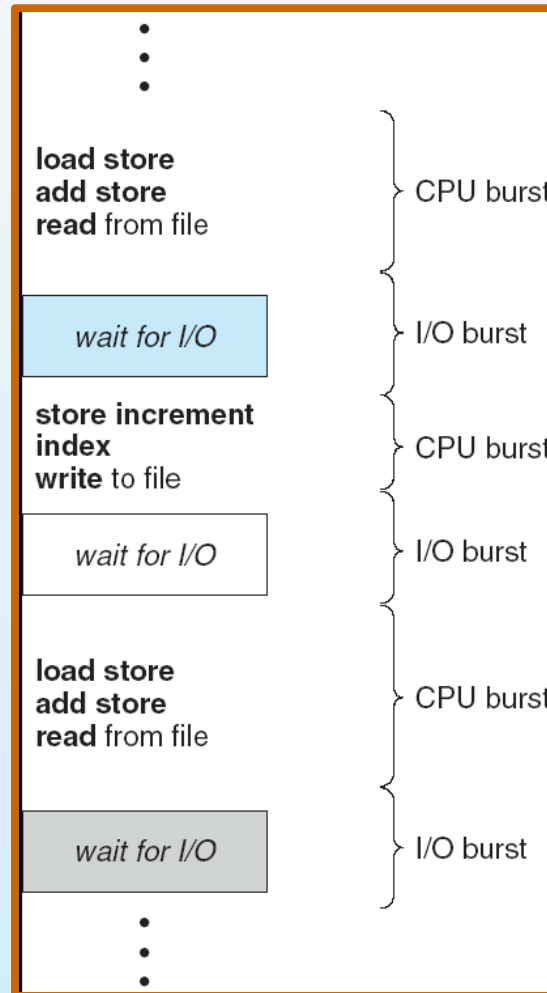 load store
add store
read from file
CPU burst
wait for I/O
I/O burst
store increment
index
write to file
CPU burst
wait for I/O
I/O burst
load store
add store
read from file
CPU burst
wait for I/O
I/O burst